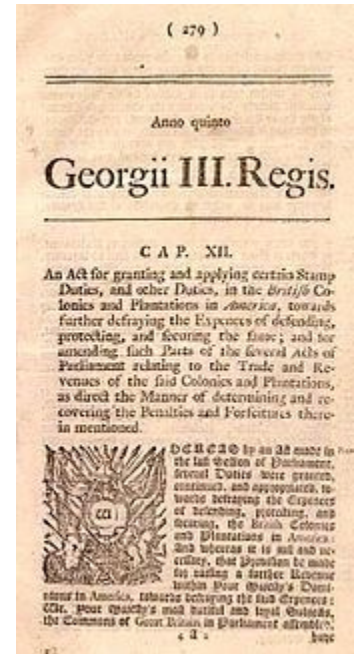 ( 279 )
Anno quinto
Georgii III. Regis.
CAP. XII.
An Act for granting and applying certain Stamp
Duties, and other Duties, in the British Co-
lonies and Plantations in America, towards
further defraying the Expences of defending,
protecting, and securing the same; and for
amending such Parts of the several Acts of
Parliament relating to the Trade and Re-
venues of the said Colonies and Plantations,
as direct the Manner of determining and re-
covering the Penalties and Forfeitures there-
in mentioned.
by an Act made in
the last Session of Parliament,
several Duties were granted,
continued, and appropriated, to-
wards defraying the Expences
of defending, protecting, and
securing, the British Colonies
and Plantations in America:
And whereas it is just and ne-
cessary, that Provision be made
for raising a further Revenue
within Your Majesty's Domi-
nions in America, towards defraying the said Expences:
We, Your Majesty's most dutiful and loyal Subjects,
the Commons of Great Britain in Parliament assembled,
have